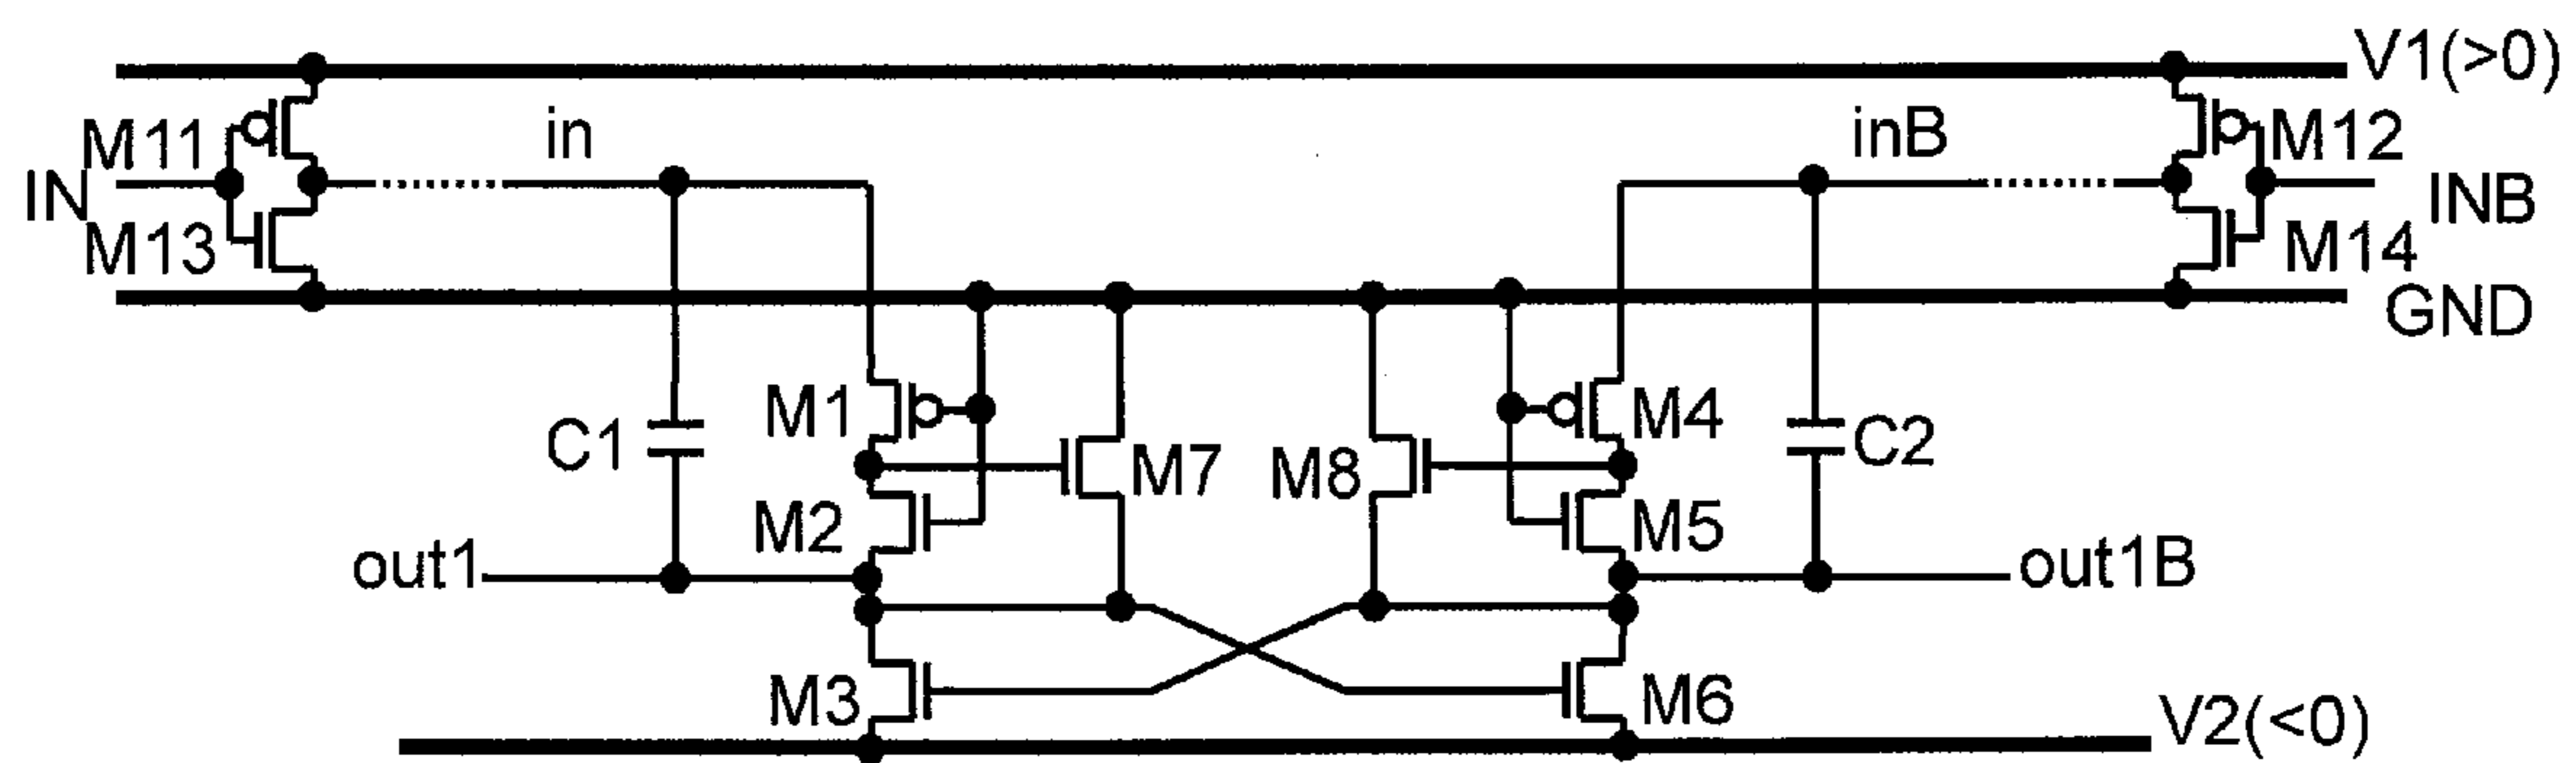 V1(>0)
M11
in
inB
M12
IN
INB
M13
M14
GND
M1
M4
C1
M7
M8
C2
M2
M5
out1
out1B
M3
M6
V2(<0)